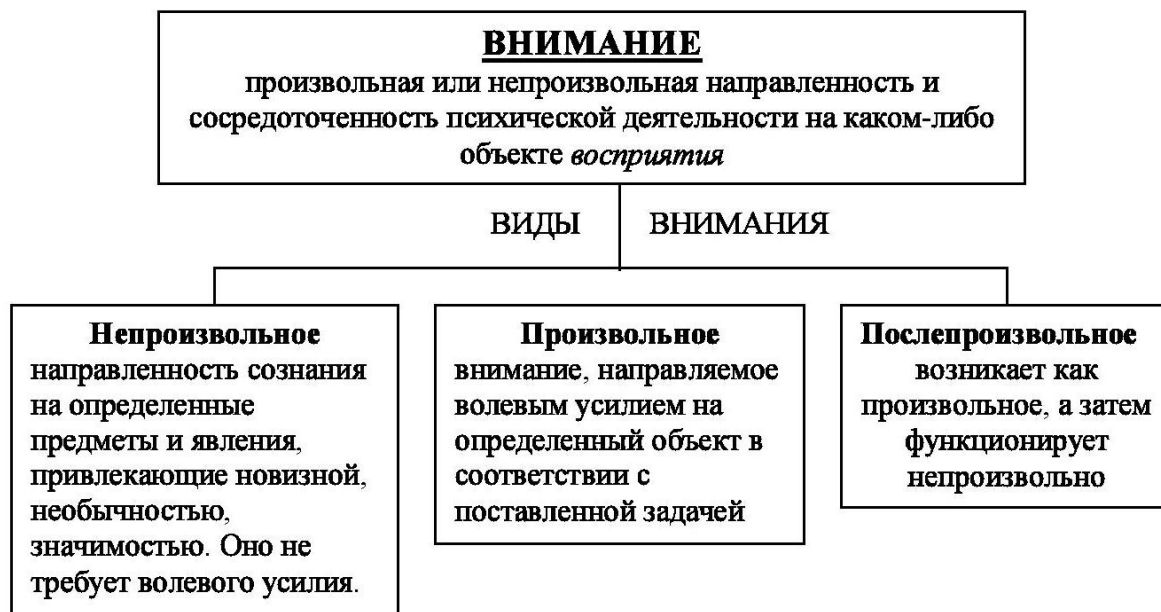 ВНИМАНИЕ
произвольная или непроизвольная направленность и
сосредоточенность психической деятельности на каком-либо
объекте восприятия
ВИДЫ ВНИМАНИЯ
Непроизвольное
направленность сознания
на определенные
предметы и явления,
привлекающие новизной,
необычностью,
значимостью. Оно не
требует волевого усилия.
Произвольное
внимание, направляемое
волевым усилием на
определенный объект в
соответствии с
поставленной задачей
Послепроизвольное
возникает как
произвольное, а затем
функционирует
непроизвольно